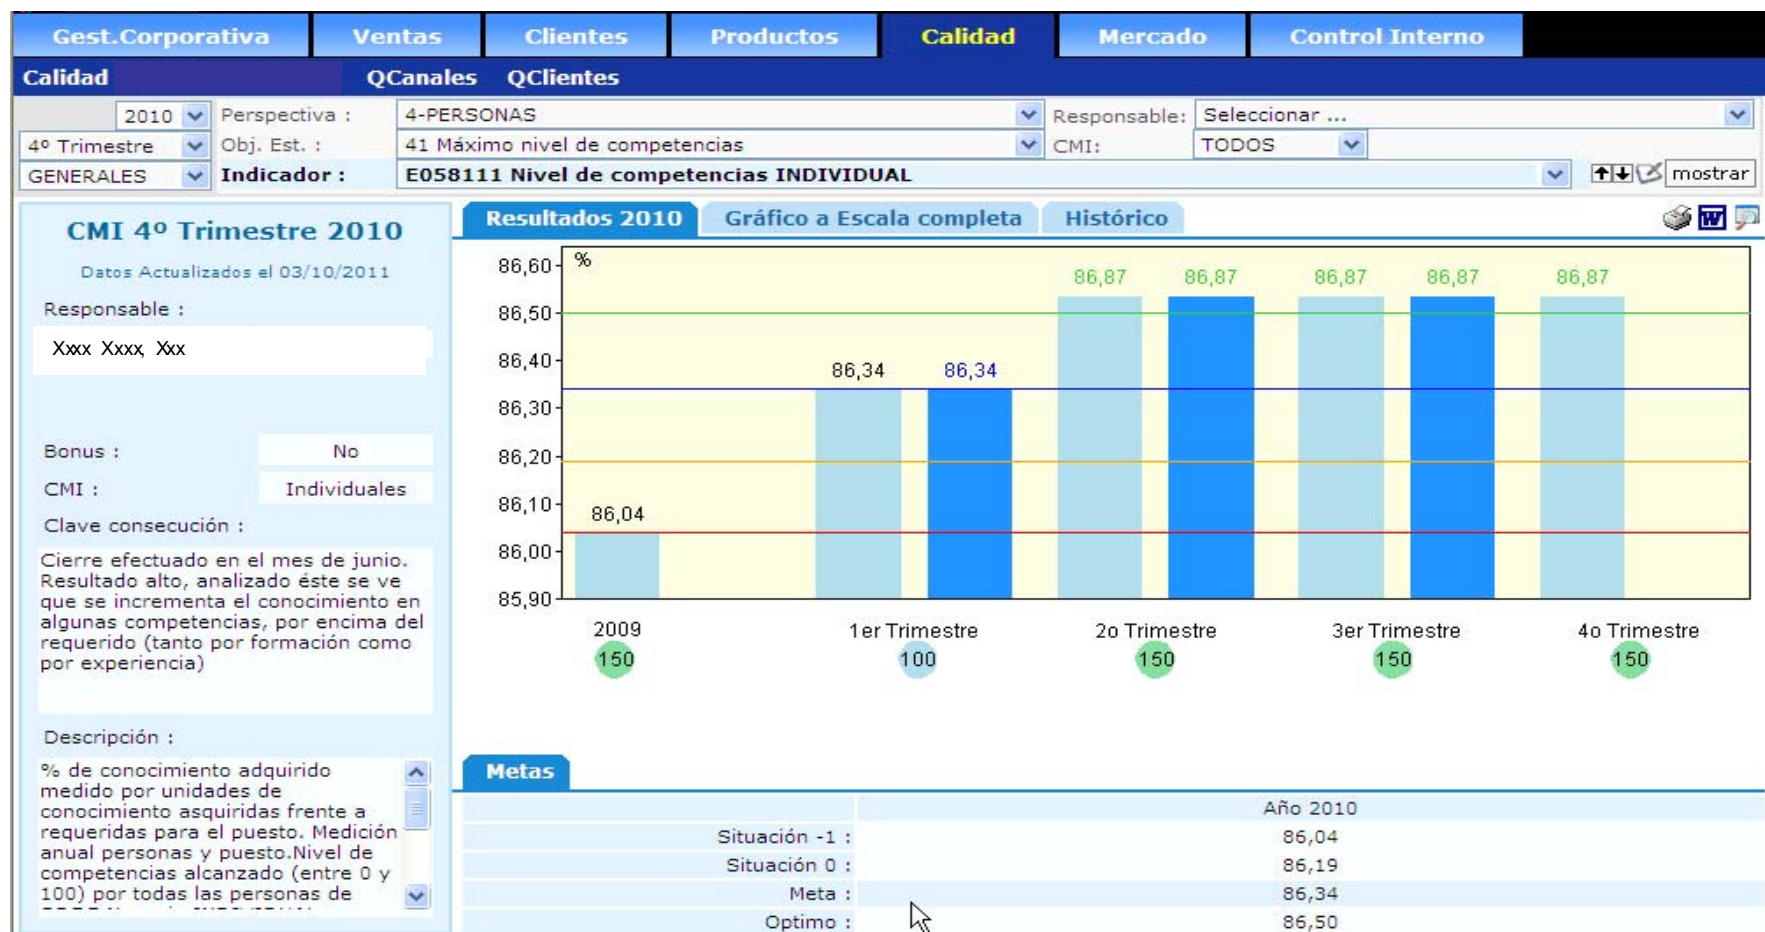 Gest.Corporativa Ventas Clientes Productos Calidad Mercado Control Interno
Calidad QCanales QClientes
2010 Perspectiva : 4-PERSONAS Responsable: Seleccionar ...
4º Trimestre Obj. Est. : 41 Máximo nivel de competencias CMI: TODOS
GENERALES Indicador : E058111 Nivel de competencias INDIVIDUAL mostrar
CMI 4º Trimestre 2010
Datos Actualizados el 03/10/2011
Responsable :
Xxxx Xxxx, Xxx
Bonus : No
CMI : Individuales
Clave consecución :
Cierre efectuado en el mes de junio.
Resultado alto, analizado éste se ve
que se incrementa el conocimiento en
algunas competencias, por encima del
requerido (tanto por formación como
por experiencia)
Descripción :
% de conocimiento adquirido
medido por unidades de
conocimiento asquiridas frente a
requeridas para el puesto. Medición
anual personas y puesto.Nivel de
competencias alcanzado (entre 0 y
100) por todas las personas de
Resultados 2010 Gráfico a Escala completa Histórico
W
%
86,60
86,50
86,40
86,30
86,20
86,10
86,00
85,90
86,04 86,34 86,34 86,87 86,87 86,87 86,87 86,87
2009 1er Trimestre 2o Trimestre 3er Trimestre 4o Trimestre
150 100 150 150 150
Metas
Año 2010
Situación -1 : 86,04
Situación 0 : 86,19
Meta : 86,34
Optimo : 86,50